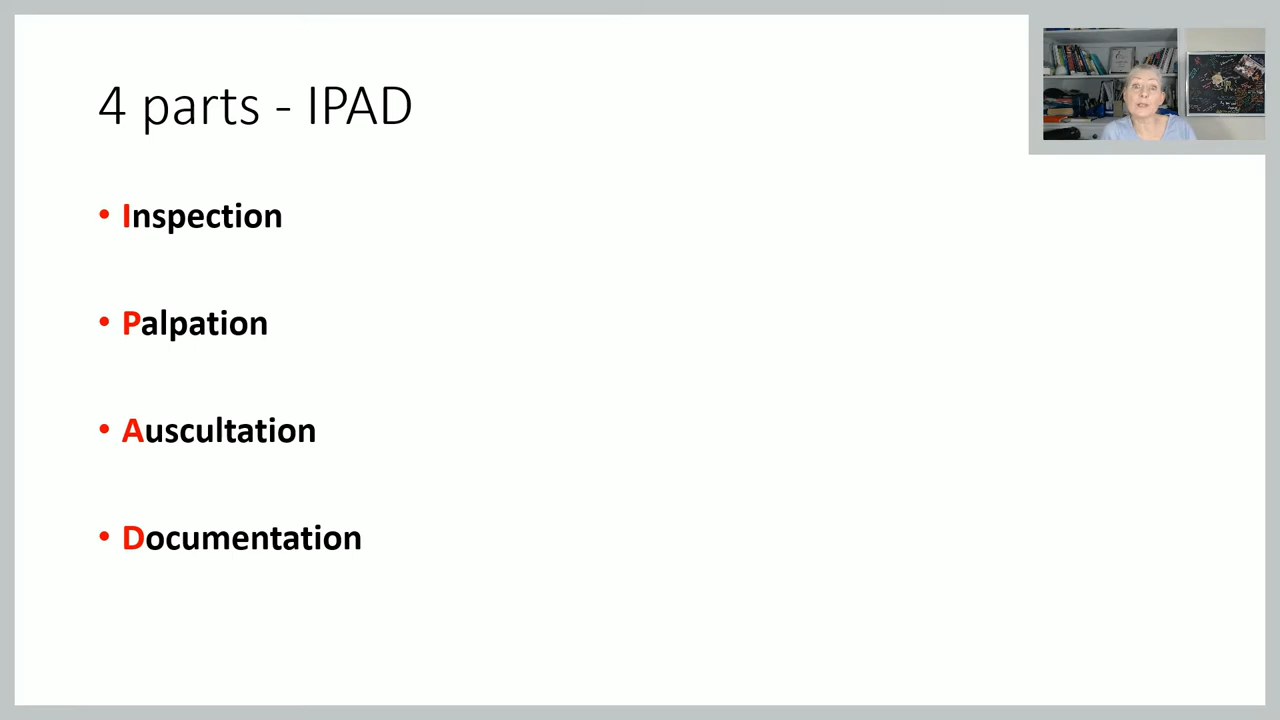 4 parts - IPAD
• Inspection
• Palpation
• Auscultation
• Documentation